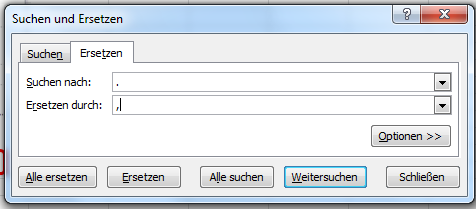 Suchen und Ersetzen
Suchen Ersetzen
Suchen nach: .
Ersetzen durch: ,
Optionen >>
Alle ersetzen Ersetzen Alle suchen Weitersuchen Schließen